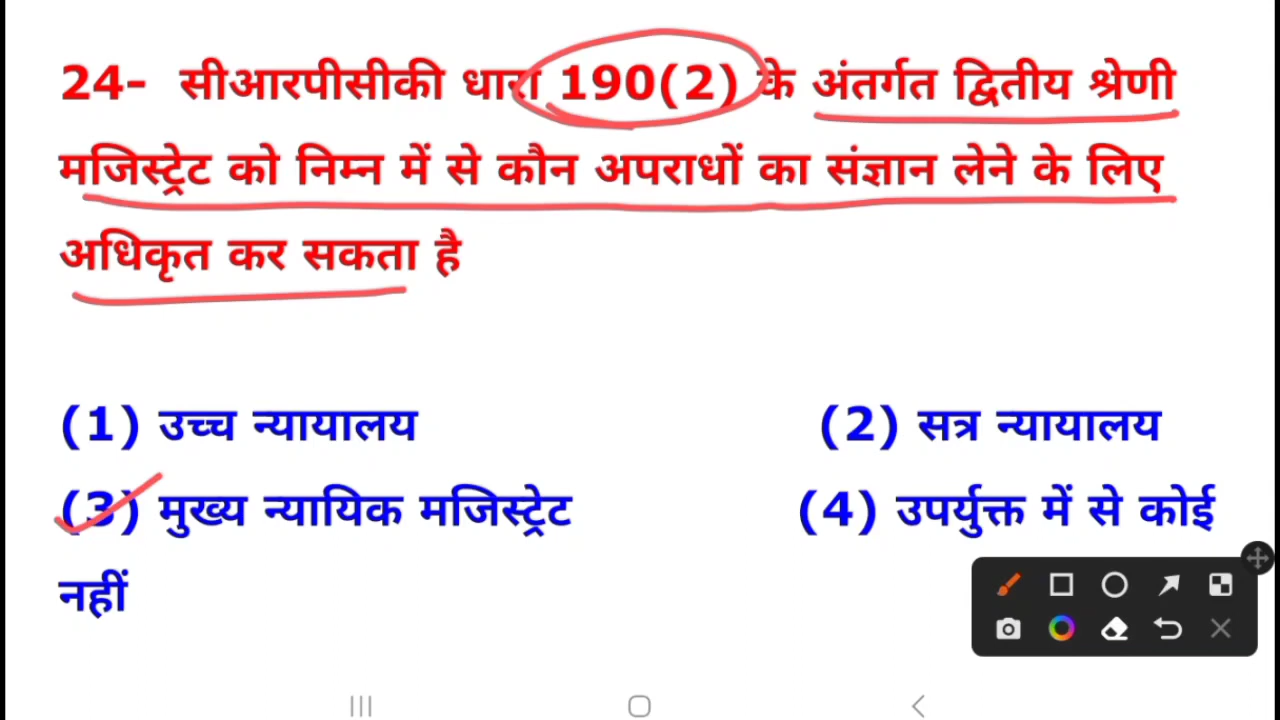 24- सीआरपीसीकी धारा 190(2) के अंतर्गत द्वितीय श्रेणी
मजिस्ट्रेट को निम्न में से कौन अपराधों का संज्ञान लेने के लिए
अधिकृत कर सकता है
(1) उच्च न्यायालय (2) सत्र न्यायालय
(3) मुख्य न्यायिक मजिस्ट्रेट (4) उपर्युक्त में से कोई
नहीं